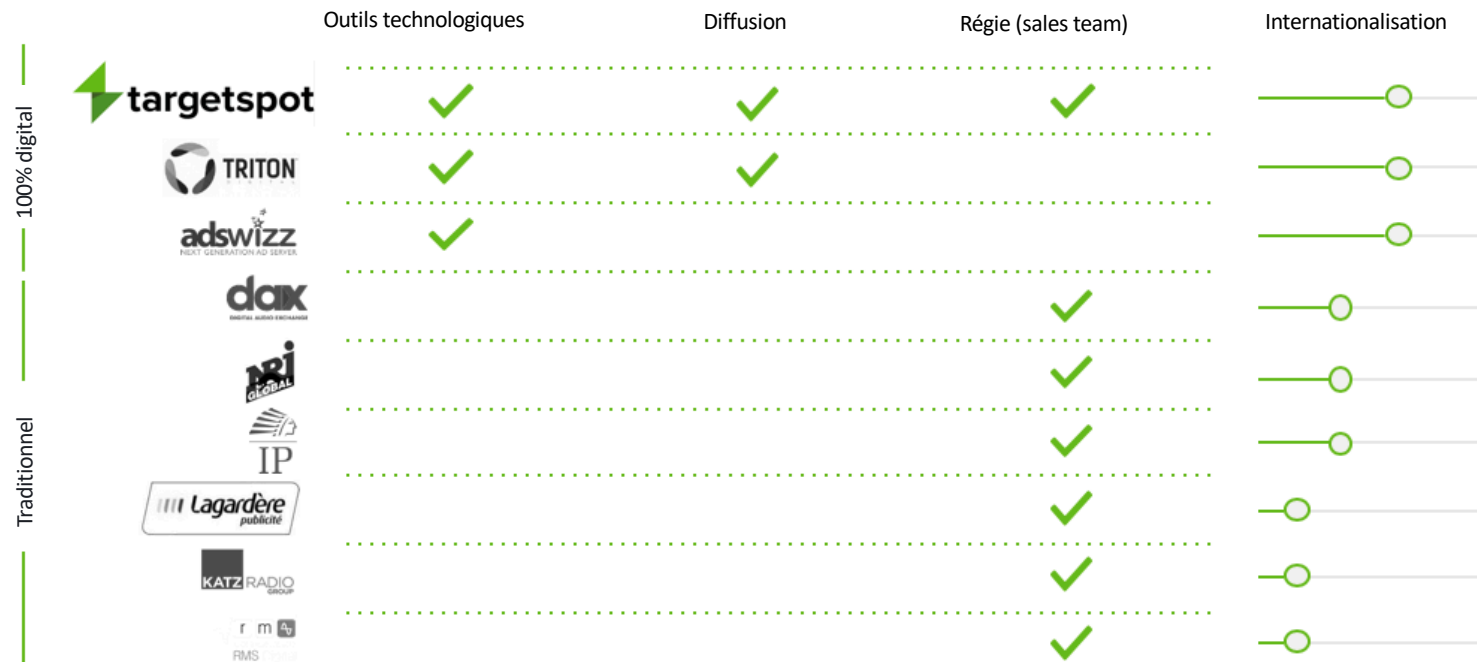 Outils technologiques Diffusion Régie (sales team) Internationalisation
100% digital
targetspot
TRITON
adswizz
NEXT GENERATION AD SERVER
dax
DIGITAL AUDIO EXCHANGE
NRJ
GLOBAL
IP
Traditionnel
Lagardère
publicité
KATZ RADIO
GROUP
r m
RMS